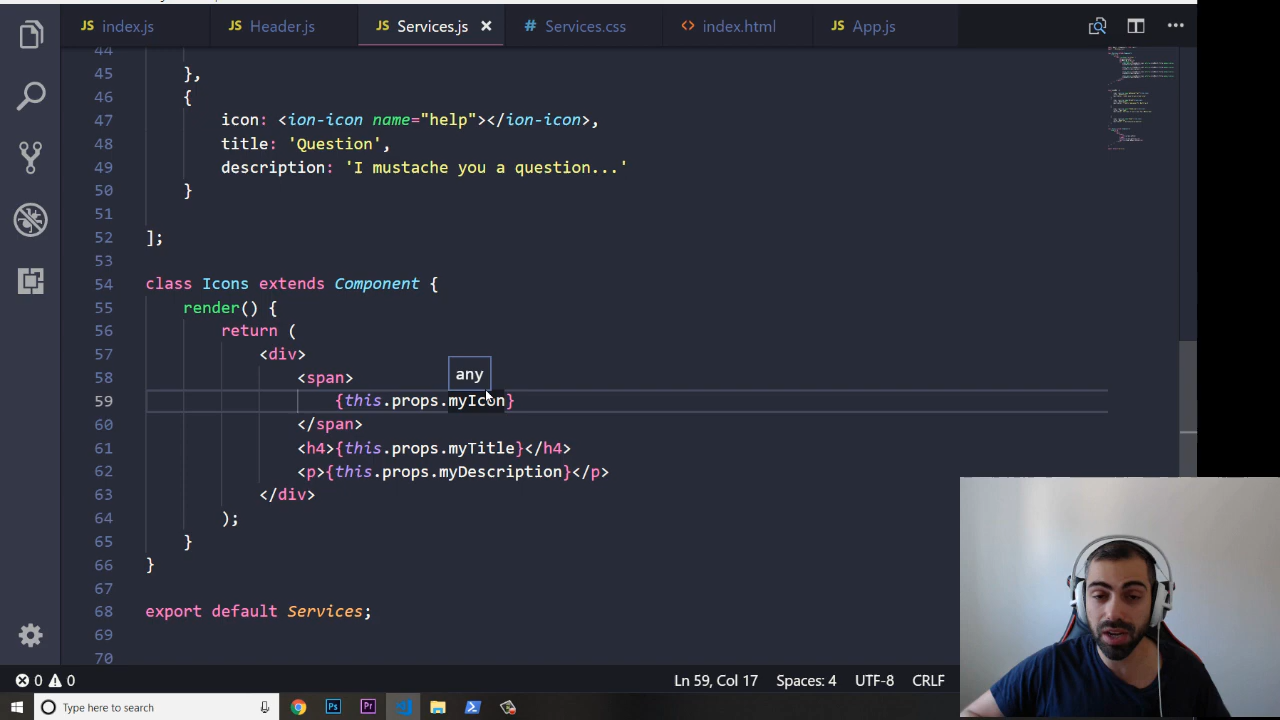 JS index.js
JS Header.js
JS Services.js ×
# Services.css
<> index.html
JS App.js
44
45 },
46 {
47 icon: <ion-icon name="help"></ion-icon>,
48 title: 'Question',
49 description: 'I mustache you a question...'
50 }
51
52 ];
53
54 class Icons extends Component {
55 render() {
56 return (
57 <div>
any
58 <span>
59 {this.props.myIcon}
60 </span>
61 <h4>{this.props.myTitle}</h4>
62 <p>{this.props.myDescription}</p>
63 </div>
64 );
65 }
66 }
67
68 export default Services;
69
70
0 0
Ln 59, Col 17 Spaces: 4 UTF-8 CRLF
Type here to search
Ps
Pr